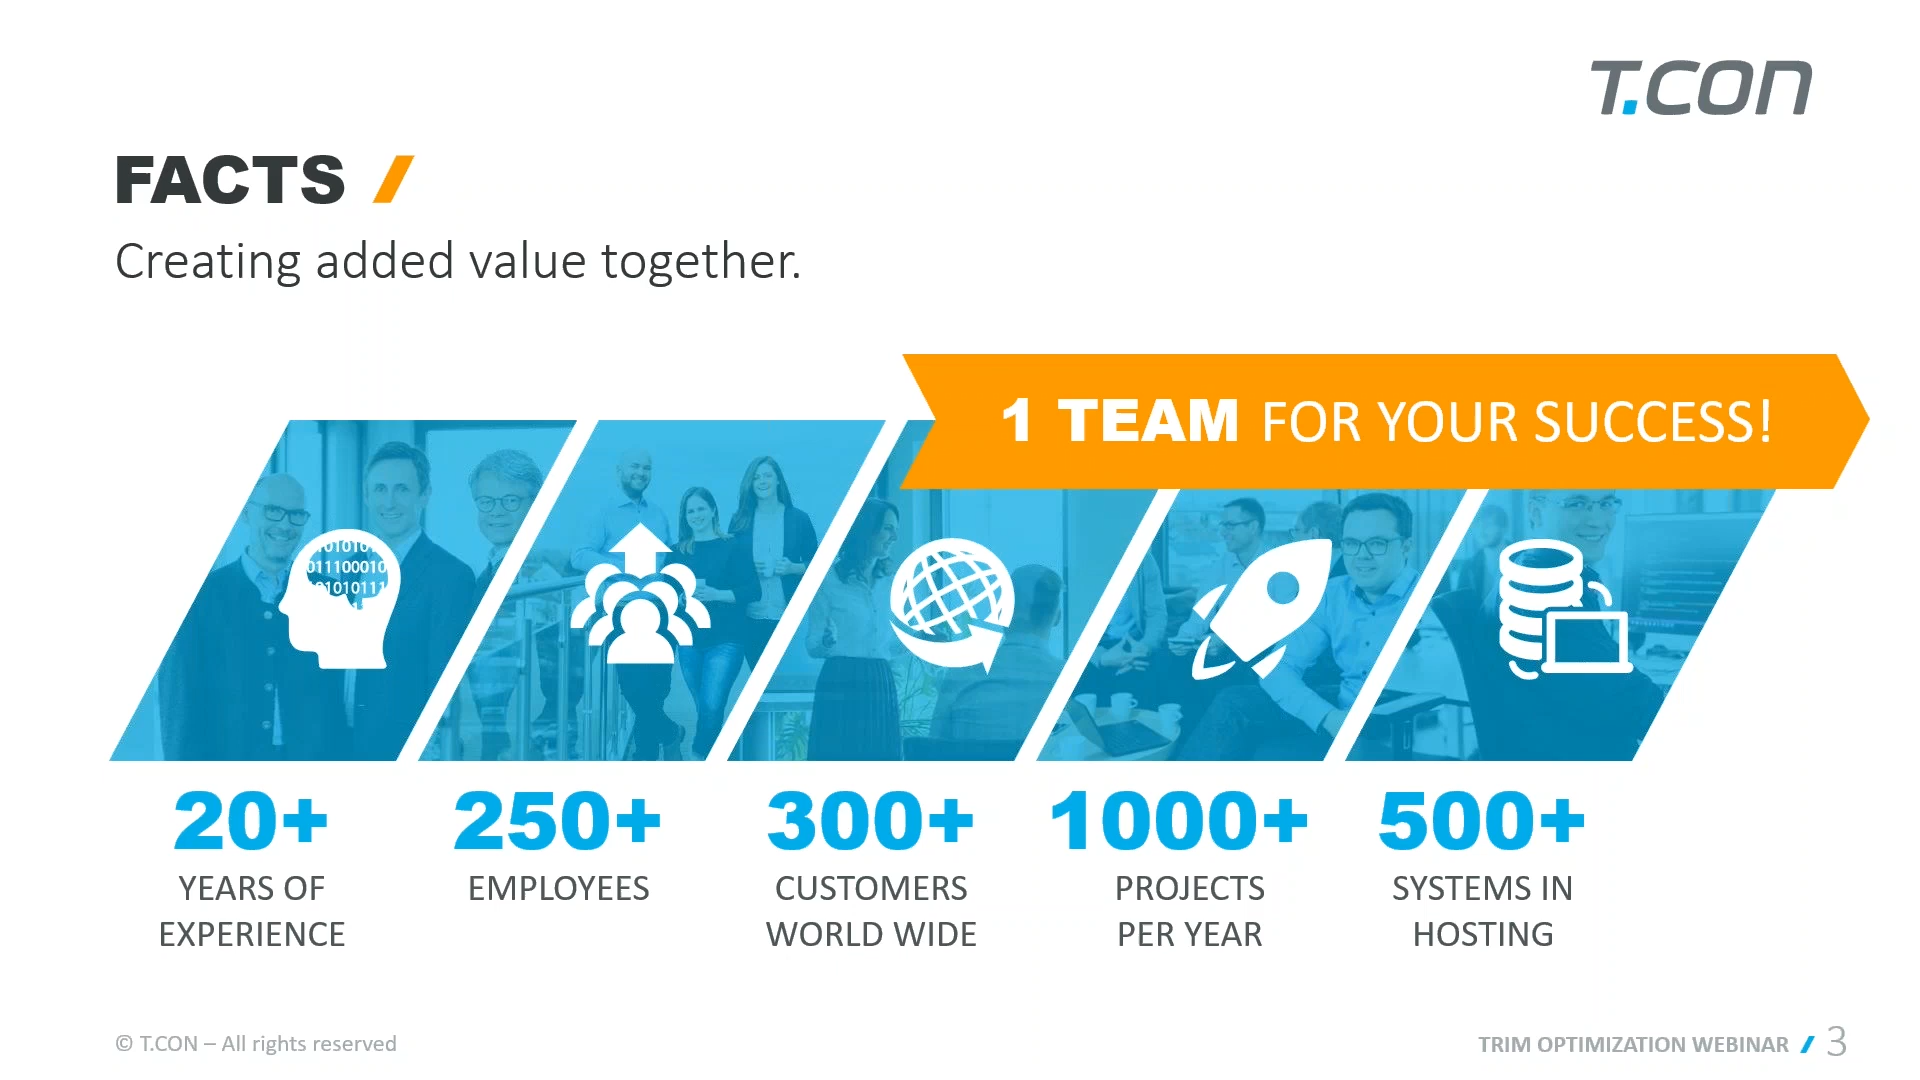 T.CON
FACTS /
Creating added value together.
1 TEAM FOR YOUR SUCCESS!
011100010
20+
YEARS OF
EXPERIENCE
250+
EMPLOYEES
300+
CUSTOMERS
WORLD WIDE
1000+
PROJECTS
PER YEAR
500+
SYSTEMS IN
HOSTING
© T.CON – All rights reserved
TRIM OPTIMIZATION WEBINAR / 3